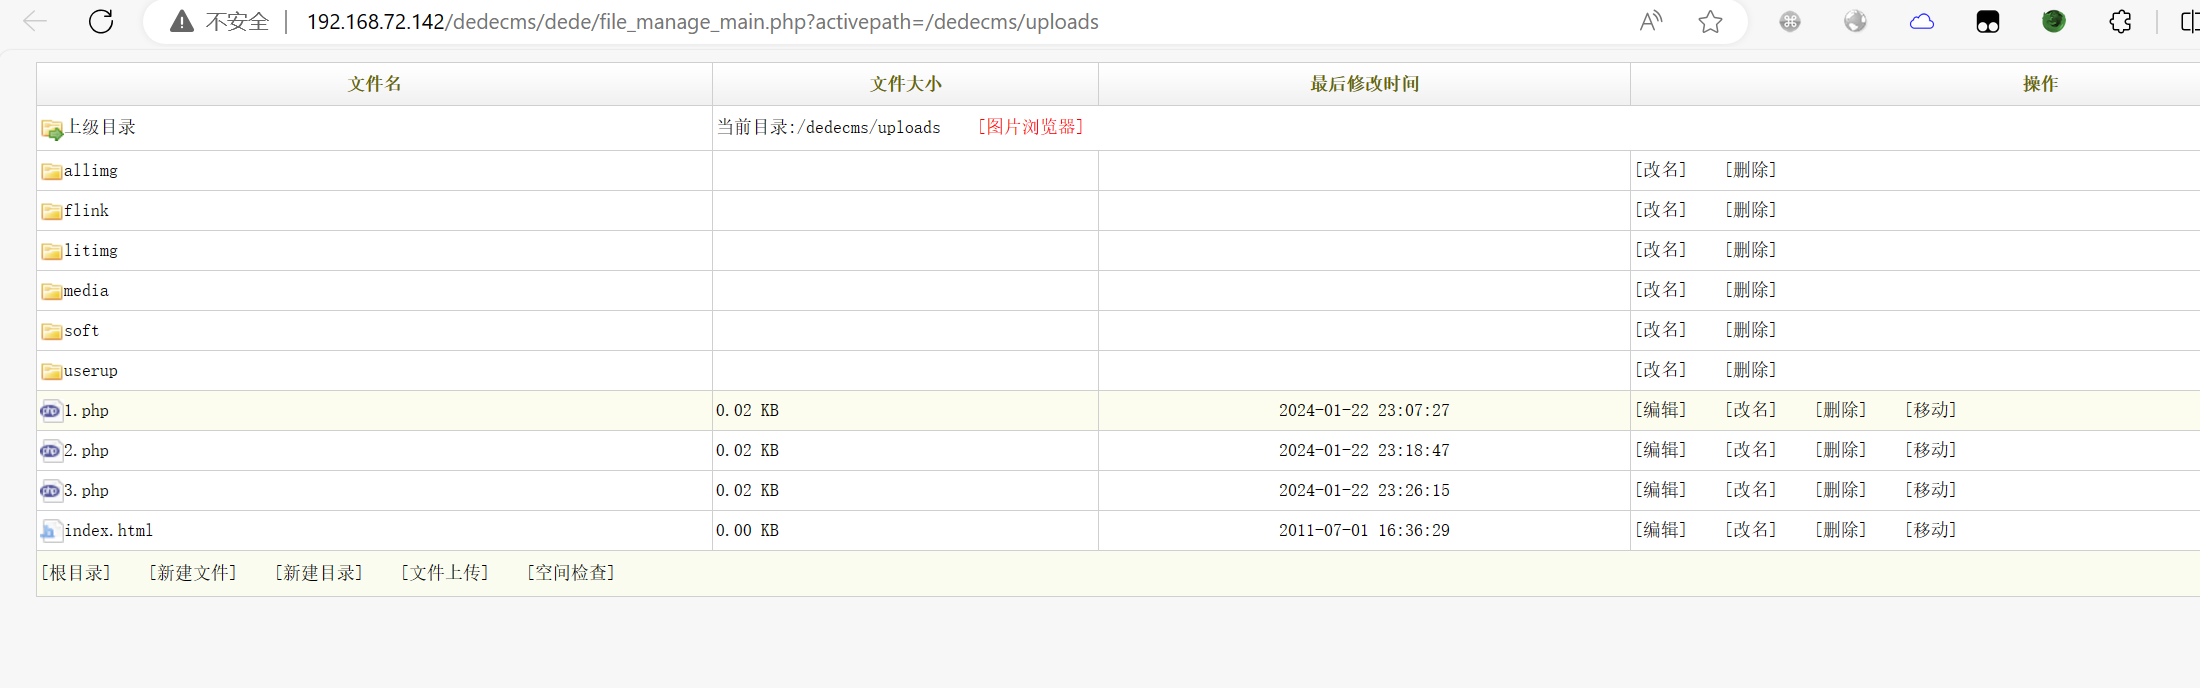 不安全 | 192.168.72.142/dedecms/dede/file_manage_main.php?activepath=/dedecms/uploads
文件名 文件大小 最后修改时间 操作
上级目录 当前目录:/dedecms/uploads [图片浏览器]
allimg [改名] [删除]
flink [改名] [删除]
litimg [改名] [删除]
media [改名] [删除]
soft [改名] [删除]
userup [改名] [删除]
1.php 0.02 KB 2024-01-22 23:07:27 [编辑] [改名] [删除] [移动]
2.php 0.02 KB 2024-01-22 23:18:47 [编辑] [改名] [删除] [移动]
3.php 0.02 KB 2024-01-22 23:26:15 [编辑] [改名] [删除] [移动]
index.html 0.00 KB 2011-07-01 16:36:29 [编辑] [改名] [删除] [移动]
[根目录] [新建文件] [新建目录] [文件上传] [空间检查]